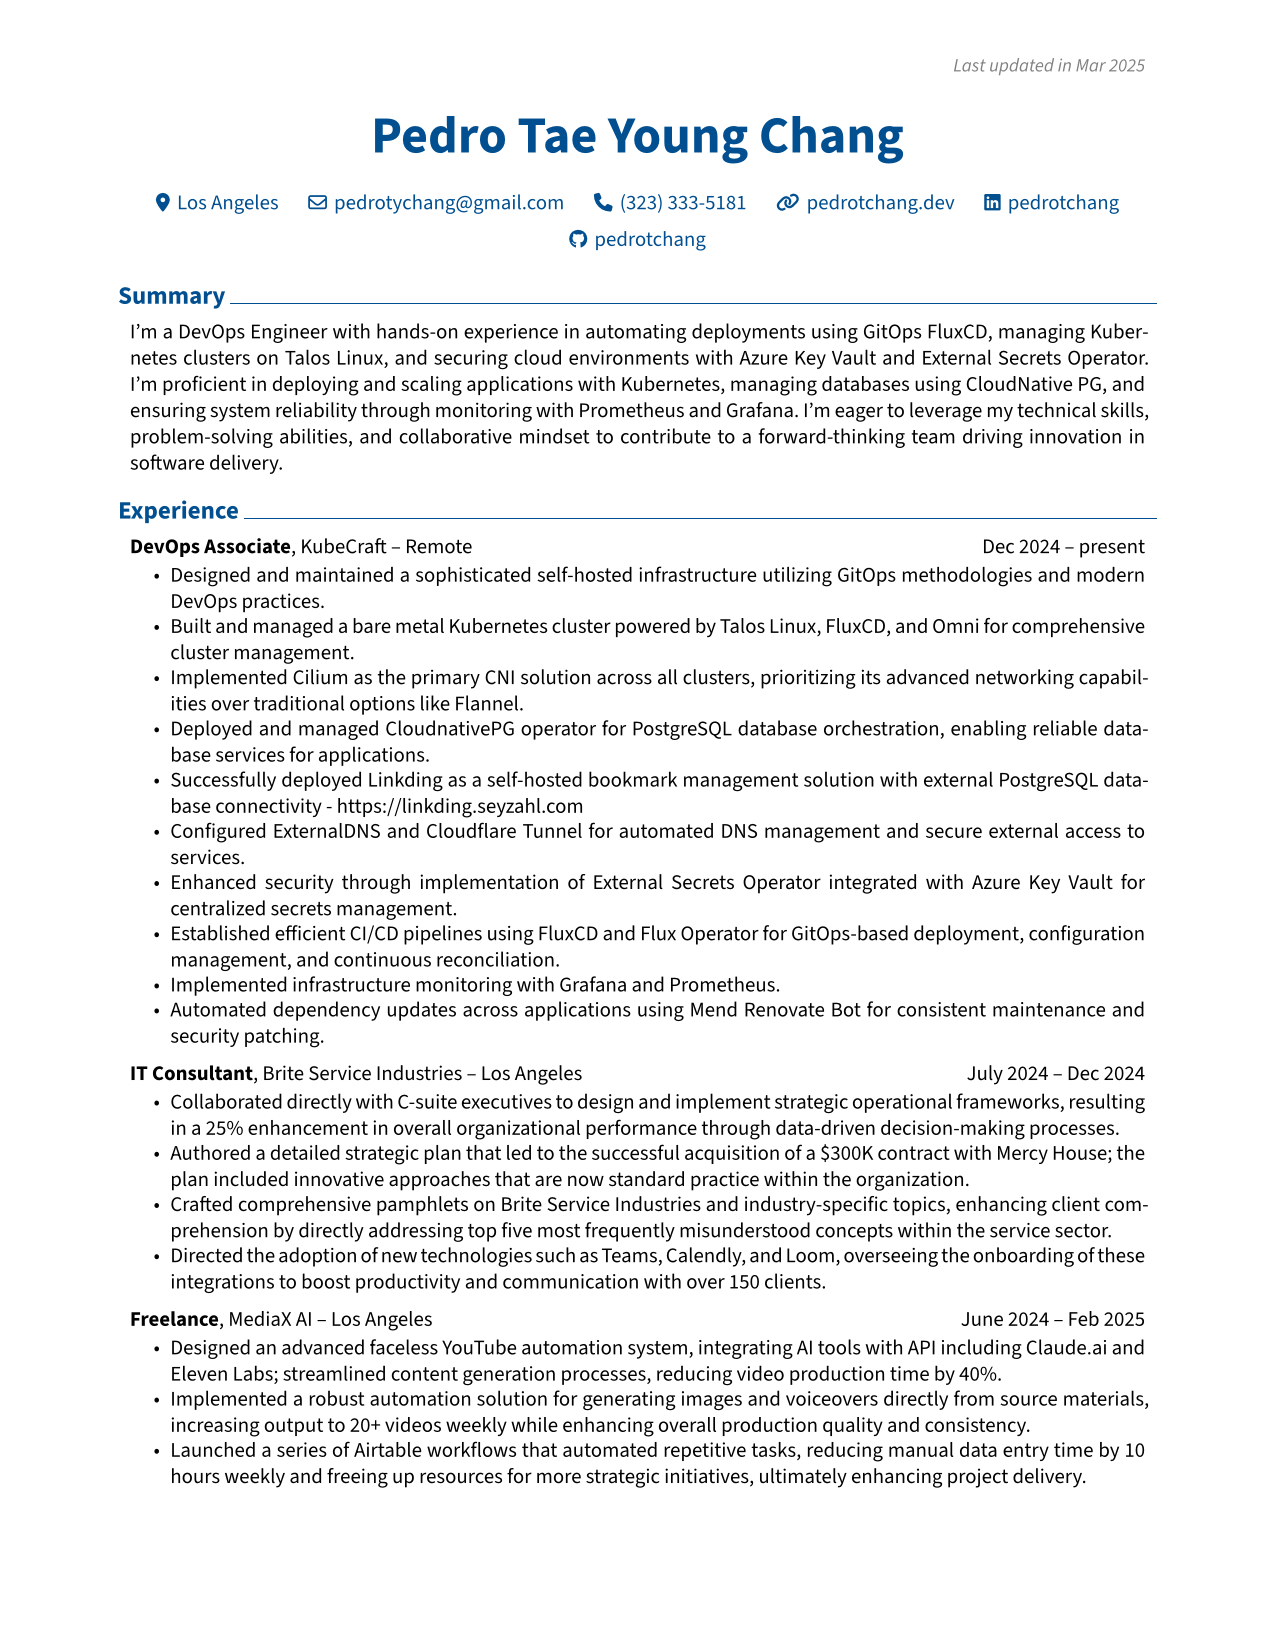 Last updated in Mar 2025
Pedro Tae Young Chang
Los Angeles pedrotychang@gmail.com (323) 333-5181 pedrotchang.dev pedrotchang
pedrotchang
Summary
I’m a DevOps Engineer with hands-on experience in automating deployments using GitOps FluxCD, managing Kuber-
netes clusters on Talos Linux, and securing cloud environments with Azure Key Vault and External Secrets Operator.
I’m proficient in deploying and scaling applications with Kubernetes, managing databases using CloudNative PG, and
ensuring system reliability through monitoring with Prometheus and Grafana. I’m eager to leverage my technical skills,
problem-solving abilities, and collaborative mindset to contribute to a forward-thinking team driving innovation in
software delivery.
Experience
DevOps Associate, KubeCraft – Remote Dec 2024 – present
• Designed and maintained a sophisticated self-hosted infrastructure utilizing GitOps methodologies and modern
DevOps practices.
• Built and managed a bare metal Kubernetes cluster powered by Talos Linux, FluxCD, and Omni for comprehensive
cluster management.
• Implemented Cilium as the primary CNI solution across all clusters, prioritizing its advanced networking capabil-
ities over traditional options like Flannel.
• Deployed and managed CloudnativePG operator for PostgreSQL database orchestration, enabling reliable data-
base services for applications.
• Successfully deployed Linkding as a self-hosted bookmark management solution with external PostgreSQL data-
base connectivity - https://linkding.seyzahl.com
• Configured ExternalDNS and Cloudflare Tunnel for automated DNS management and secure external access to
services.
• Enhanced security through implementation of External Secrets Operator integrated with Azure Key Vault for
centralized secrets management.
• Established efficient CI/CD pipelines using FluxCD and Flux Operator for GitOps-based deployment, configuration
management, and continuous reconciliation.
• Implemented infrastructure monitoring with Grafana and Prometheus.
• Automated dependency updates across applications using Mend Renovate Bot for consistent maintenance and
security patching.
IT Consultant, Brite Service Industries – Los Angeles July 2024 – Dec 2024
• Collaborated directly with C-suite executives to design and implement strategic operational frameworks, resulting
in a 25% enhancement in overall organizational performance through data-driven decision-making processes.
• Authored a detailed strategic plan that led to the successful acquisition of a $300K contract with Mercy House; the
plan included innovative approaches that are now standard practice within the organization.
• Crafted comprehensive pamphlets on Brite Service Industries and industry-specific topics, enhancing client com-
prehension by directly addressing top five most frequently misunderstood concepts within the service sector.
• Directed the adoption of new technologies such as Teams, Calendly, and Loom, overseeing the onboarding of these
integrations to boost productivity and communication with over 150 clients.
Freelance, MediaX AI – Los Angeles June 2024 – Feb 2025
• Designed an advanced faceless YouTube automation system, integrating AI tools with API including Claude.ai and
Eleven Labs; streamlined content generation processes, reducing video production time by 40%.
• Implemented a robust automation solution for generating images and voiceovers directly from source materials,
increasing output to 20+ videos weekly while enhancing overall production quality and consistency.
• Launched a series of Airtable workflows that automated repetitive tasks, reducing manual data entry time by 10
hours weekly and freeing up resources for more strategic initiatives, ultimately enhancing project delivery.